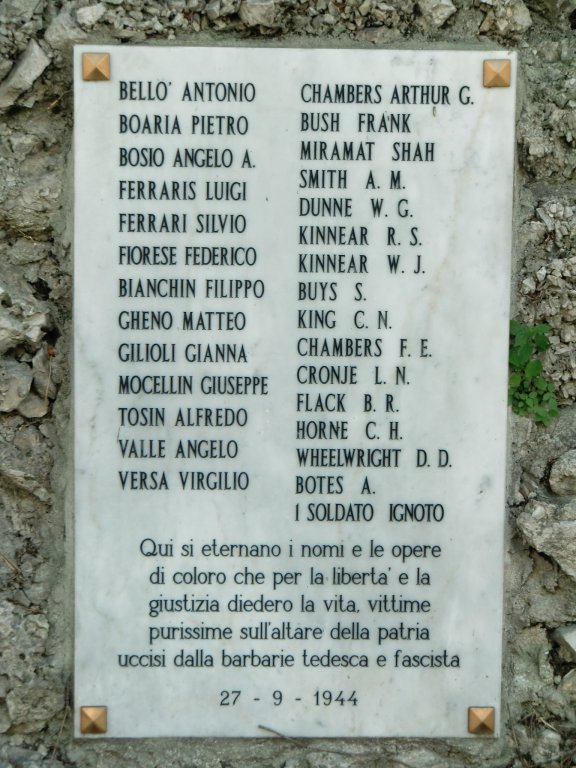 BELLO' ANTONIO
BOARIA PIETRO
BOSIO ANGELO A.
FERRARIS LUIGI
FERRARI SILVIO
FIORESE FEDERICO
BIANCHIN FILIPPO
GHENO MATTEO
GILIOLI GIANNA
MOCELLIN GIUSEPPE
TOSIN ALFREDO
VALLE ANGELO
VERSA VIRGILIO
CHAMBERS ARTHUR G.
BUSH FRANK
MIRAMAT SHAH
SMITH A. M.
DUNNE W. G.
KINNEAR R. S.
KINNEAR W. J.
BUYS S.
KING C. N.
CHAMBERS F. E.
CRONJE L. N.
FLACK B. R.
HORNE C. H.
WHEELWRIGHT D. D.
BOTES A.
1 SOLDATO IGNOTO
Qui si eternano i nomi e le opere
di coloro che per la liberta' e la
giustizia diedero la vita, vittime
purissime sull'altare della patria
uccisi dalla barbarie tedesca e fascista
27 - 9 - 1944